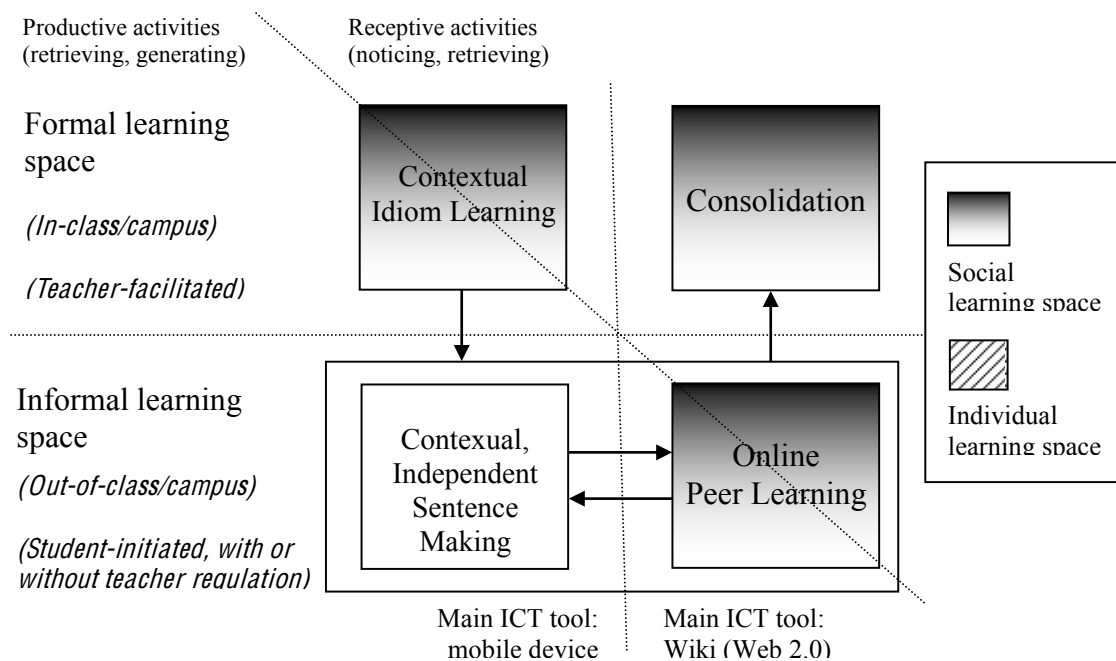 Productive activities
(retrieving, generating)
Receptive activities
(noticing, retrieving)
Formal learning
space
(In-class/campus)
(Teacher-facilitated)
Contextual
Idiom Learning
Consolidation
Social
learning space
Individual
learning space
Informal learning
space
(Out-of-class/campus)
(Student-initiated, with or
without teacher regulation)
Contexual,
Independent
Sentence
Making
Online
Peer Learning
Main ICT tool:
mobile device
Main ICT tool:
Wiki (Web 2.0)